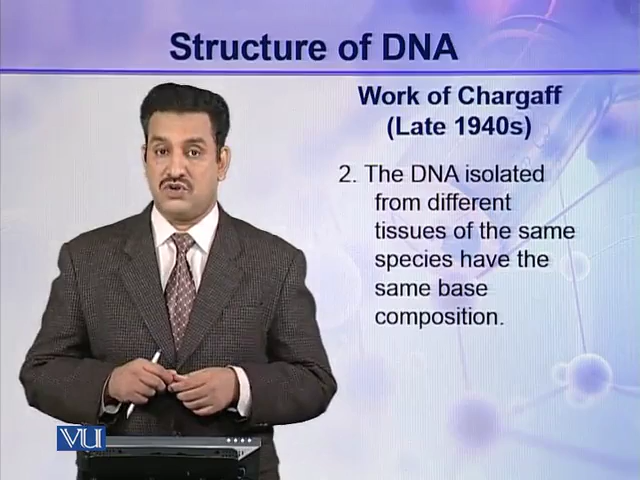 Structure of DNA
Work of Chargaff
(Late 1940s)
2. The DNA isolated
from different
tissues of the same
species have the
same base
composition.
VU